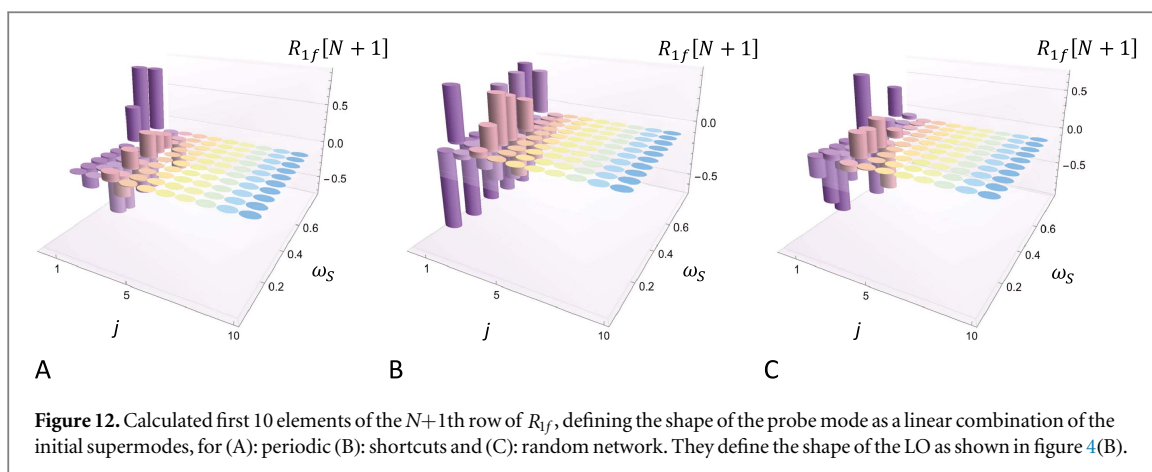 R1f[N + 1]
0.5
0.0
−0.5
0.6
0.4
0.2
ωS
1
5
10
j
A
R1f[N + 1]
0.0
−0.5
0.6
0.4
0.2
ωS
1
5
10
j
B
R1f[N + 1]
0.5
0.0
−0.5
0.6
0.4
0.2
ωS
1
5
10
j
C
Figure 12. Calculated first 10 elements of the N+1th row of R1f, defining the shape of the probe mode as a linear combination of the
initial supermodes, for (A): periodic (B): shortcuts and (C): random network. They define the shape of the LO as shown in figure 4(B).